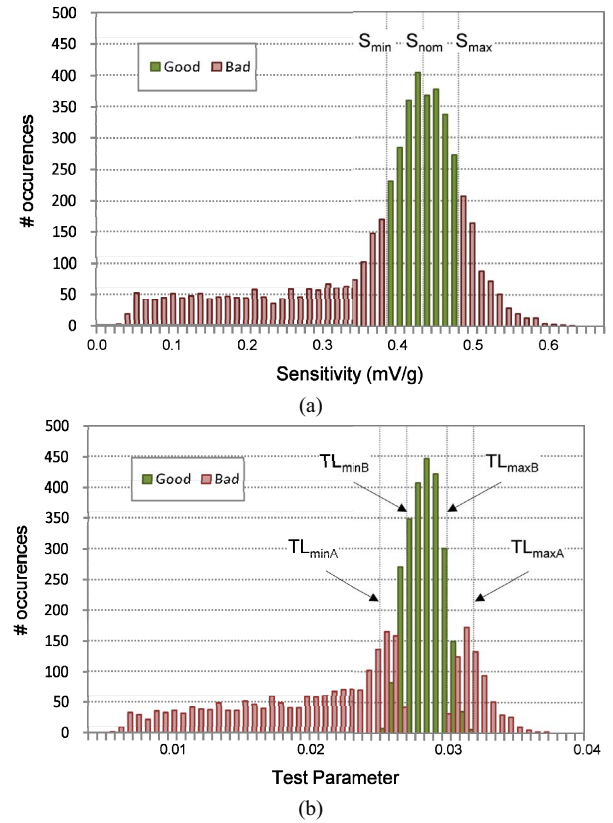 500
450
400
350
300
250
200
150
100
50
0
# occurences
Good Bad
Smin Snom Smax
0.0 0.1 0.2 0.3 0.4 0.5 0.6
Sensitivity (mV/g)
(a)
500
450
400
350
300
250
200
150
100
50
0
# occurences
Good Bad
TLminB TLmaxB
TLminA TLmaxA
0.01 0.02 0.03 0.04
Test Parameter
(b)